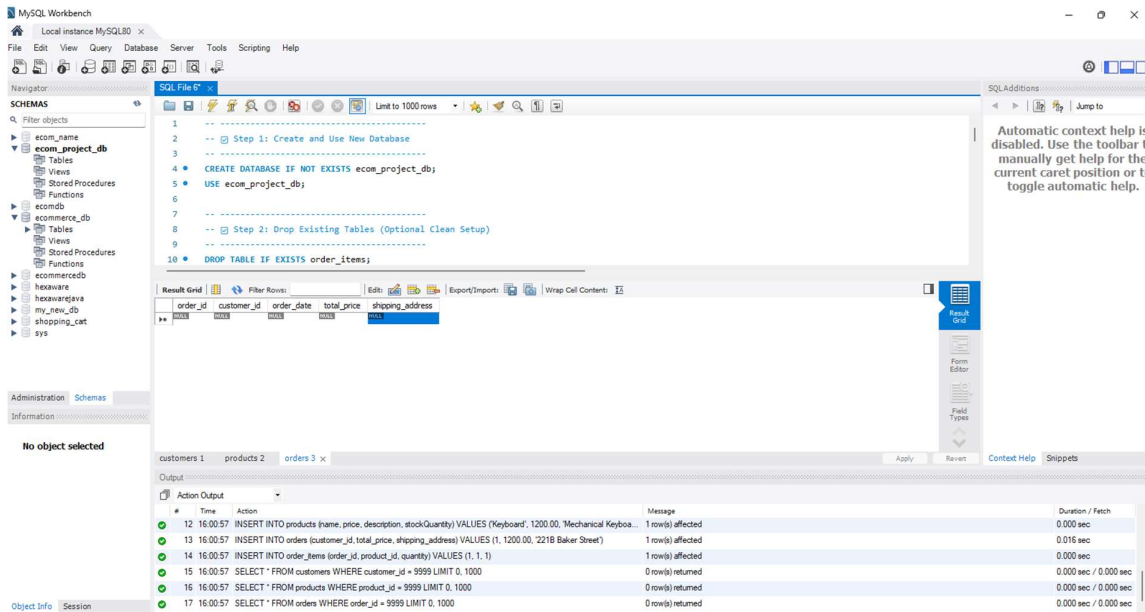 MySQL Workbench
Local instance MySQL80 ×
File Edit View Query Database Server Tools Scripting Help
Navigator
SCHEMAS
Filter objects
ecom_name
ecom_project_db
Tables
Views
Stored Procedures
Functions
ecomdb
ecommerce_db
Tables
Views
Stored Procedures
Functions
ecommercedb
hexaware
hexawarejava
my_new_db
shopping_cart
sys
Administration Schemas
Information
No object selected
Object Info Session
SQL File 6* ×
Limit to 1000 rows
1 -- ----------------------------------------
2 -- ☑ Step 1: Create and Use New Database
3 -- ----------------------------------------
4 CREATE DATABASE IF NOT EXISTS ecom_project_db;
5 USE ecom_project_db;
6
7 -- ----------------------------------------
8 -- ☑ Step 2: Drop Existing Tables (Optional Clean Setup)
9 -- ----------------------------------------
10 DROP TABLE IF EXISTS order_items;
Result Grid Filter Rows: Edit: Export/Import: Wrap Cell Content:
order_id customer_id order_date total_price shipping_address
NULL NULL NULL NULL NULL
Result
Grid
Form
Editor
Field
Types
customers 1 products 2 orders 3 × Apply Revert
Output
Action Output
# Time Action Message Duration / Fetch
12 16:00:57 INSERT INTO products (name, price, description, stockQuantity) VALUES ('Keyboard', 1200.00, 'Mechanical Keyboa... 1 row(s) affected 0.000 sec
13 16:00:57 INSERT INTO orders (customer_id, total_price, shipping_address) VALUES (1, 1200.00, '221B Baker Street') 1 row(s) affected 0.016 sec
14 16:00:57 INSERT INTO order_items (order_id, product_id, quantity) VALUES (1, 1, 1) 1 row(s) affected 0.000 sec
15 16:00:57 SELECT * FROM customers WHERE customer_id = 9999 LIMIT 0, 1000 0 row(s) returned 0.000 sec / 0.000 sec
16 16:00:57 SELECT * FROM products WHERE product_id = 9999 LIMIT 0, 1000 0 row(s) returned 0.000 sec / 0.000 sec
17 16:00:57 SELECT * FROM orders WHERE order_id = 9999 LIMIT 0, 1000 0 row(s) returned 0.000 sec / 0.000 sec
SQLAdditions
Jump to
Automatic context help is
disabled. Use the toolbar
manually get help for the
current caret position or
toggle automatic help.
Context Help Snippets